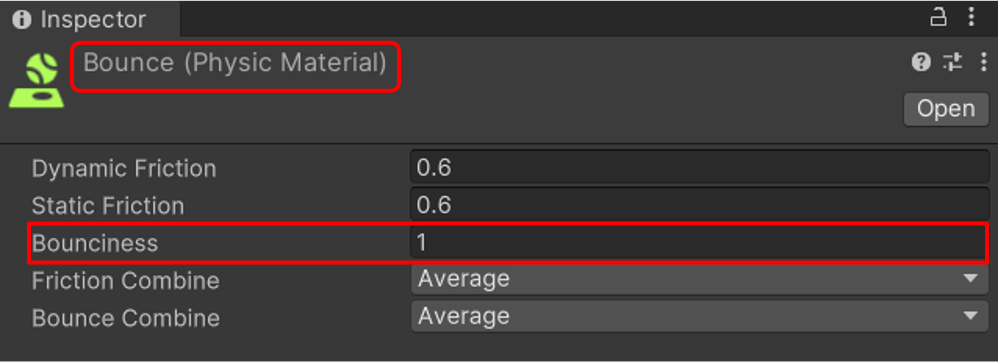 Inspector
Bounce (Physic Material)
Open
Dynamic Friction 0.6
Static Friction 0.6
Bounciness 1
Friction Combine Average
Bounce Combine Average